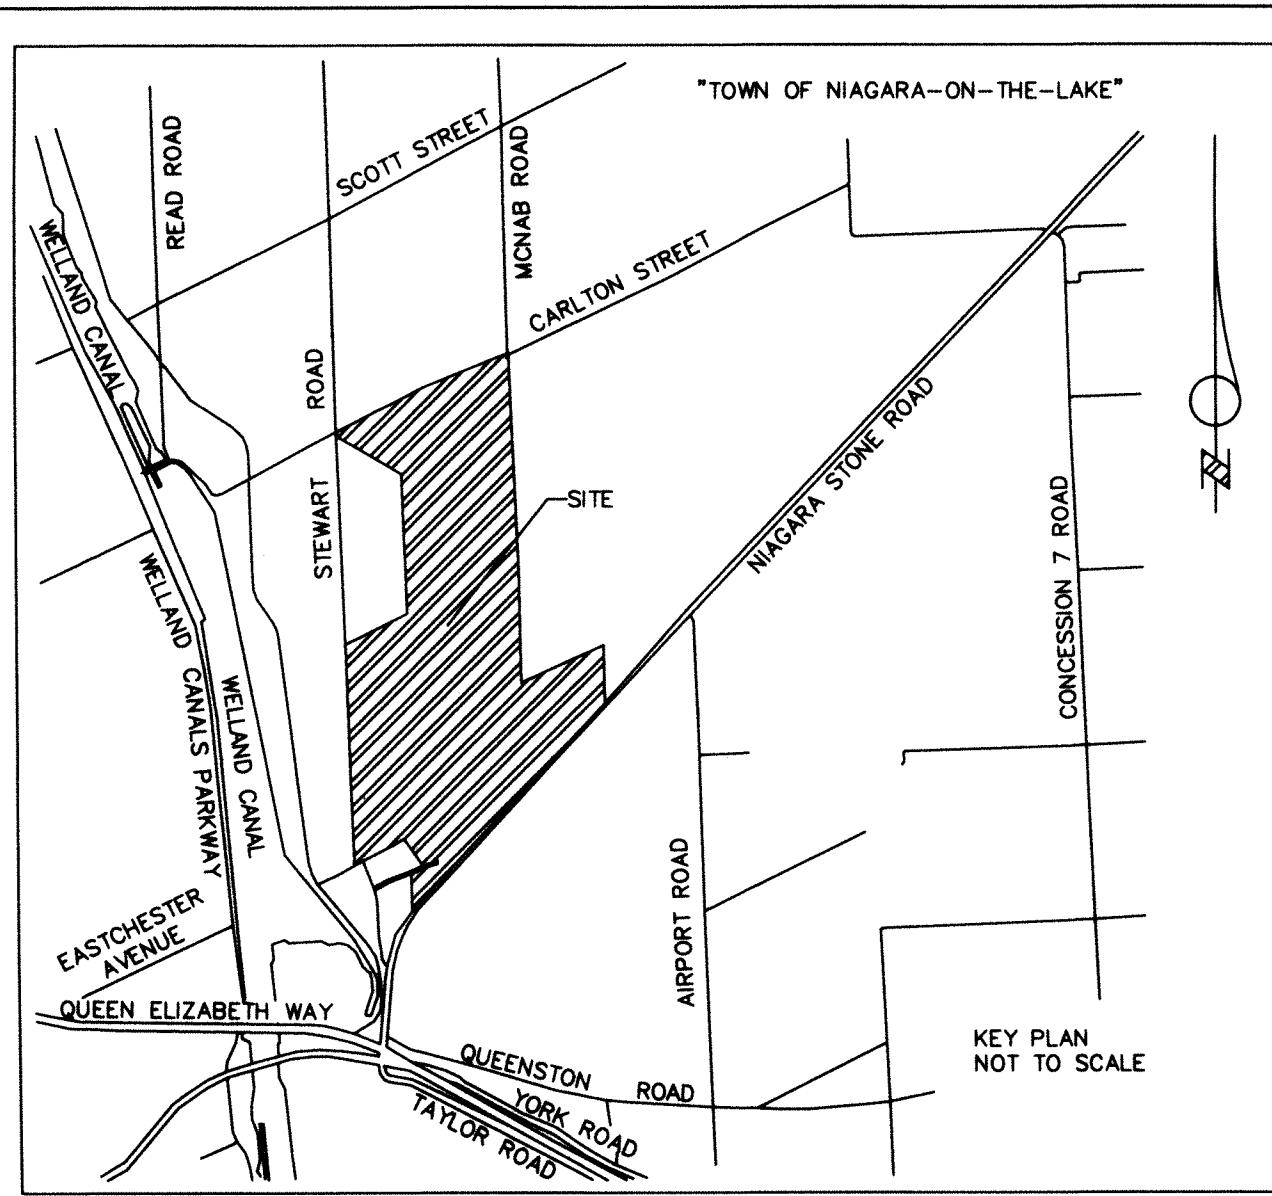 "TOWN OF NIAGARA-ON-THE-LAKE"
READ ROAD
SCOTT STREET
MCNAB ROAD
WELLAND CANAL
CARLTON STREET
STEWART ROAD
NIAGARA STONE ROAD
SITE
CONCESSION 7 ROAD
N
WELLAND CANALS PARKWAY
WELLAND CANAL
AIRPORT ROAD
EASTCHESTER
AVENUE
QUEEN ELIZABETH WAY
QUEENSTON ROAD
YORK ROAD
TAYLOR ROAD
KEY PLAN
NOT TO SCALE